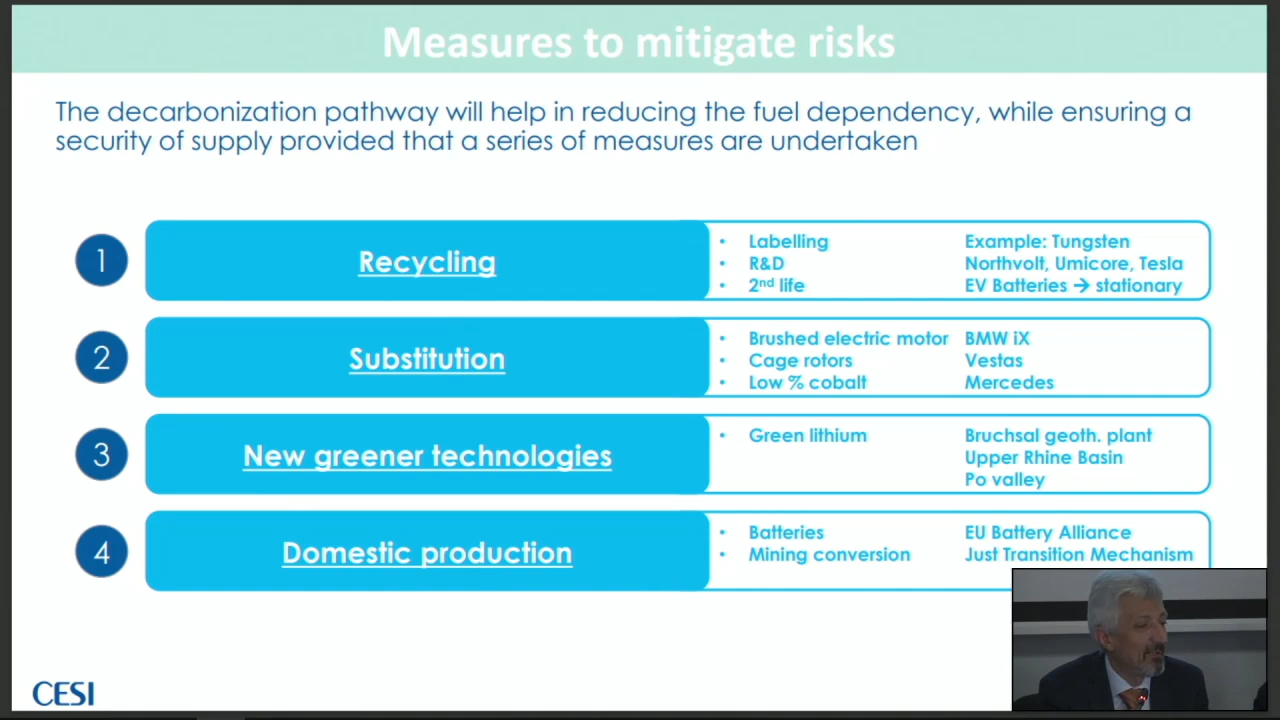 Measures to mitigate risks
The decarbonization pathway will help in reducing the fuel dependency, while ensuring a
security of supply provided that a series of measures are undertaken
1
Recycling
• Labelling Example: Tungsten
• R&D Northvolt, Umicore, Tesla
• 2nd life EV Batteries → stationary
2
Substitution
• Brushed electric motor BMW iX
• Cage rotors Vestas
• Low % cobalt Mercedes
3
New greener technologies
• Green lithium Bruchsal geoth. plant
Upper Rhine Basin
Po valley
4
Domestic production
• Batteries EU Battery Alliance
• Mining conversion Just Transition Mechanism
CESI